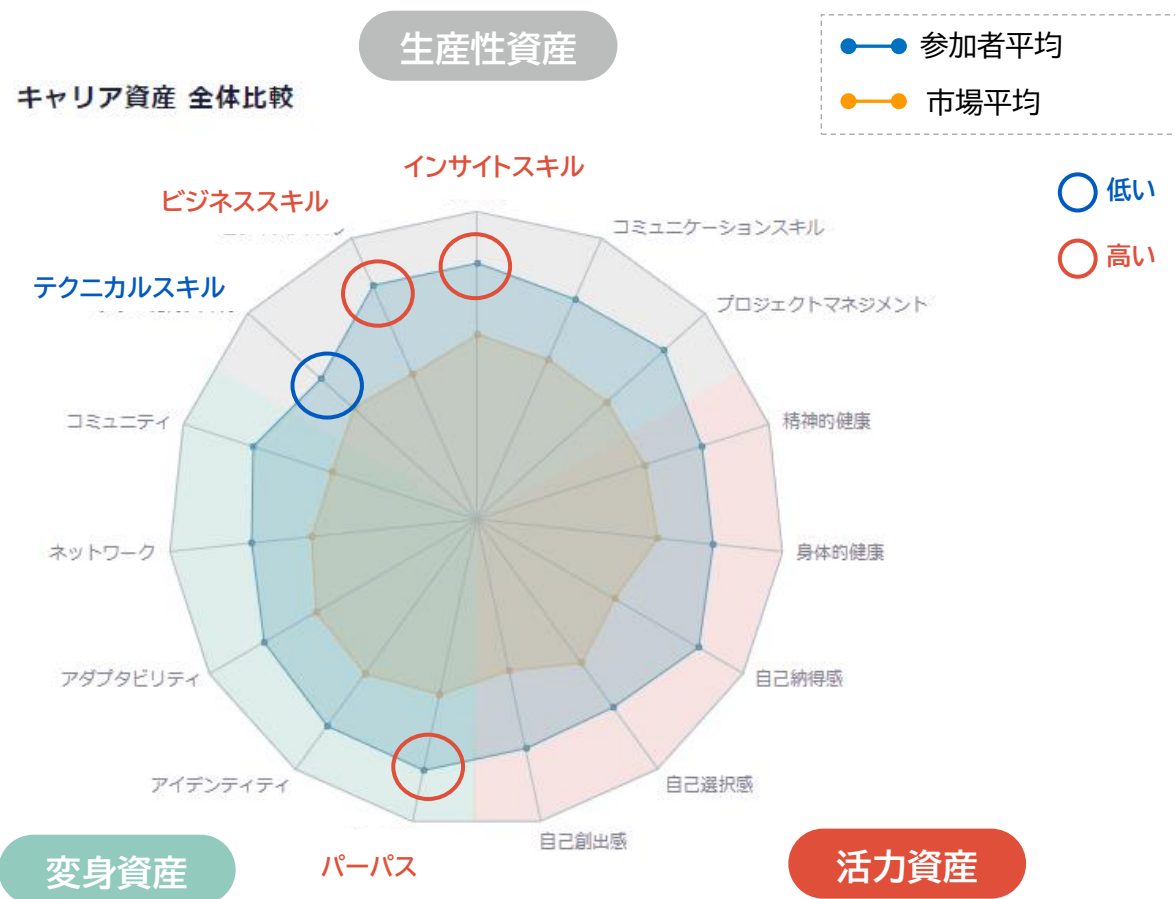 生産性資産
参加者平均
市場平均
キャリア資産 全体比較
インサイトスキル
ビジネススキル
低い
コミュニケーションスキル
高い
テクニカルスキル
プロジェクトマネジメント
コミュニティ
精神的健康
ネットワーク
身体的健康
アダプタビリティ
自己納得感
アイデンティティ
自己選択感
自己創出感
変身資産
パーパス
活力資産